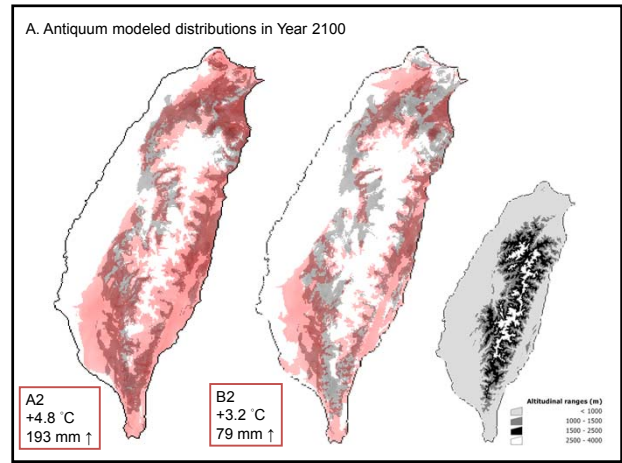 A. Antiquum modeled distributions in Year 2100
A2
+4.8 °C
193 mm ↑
B2
+3.2 °C
79 mm ↑
Altitudinal ranges (m)
< 1000
1000 - 1500
1500 - 2500
2500 - 4000